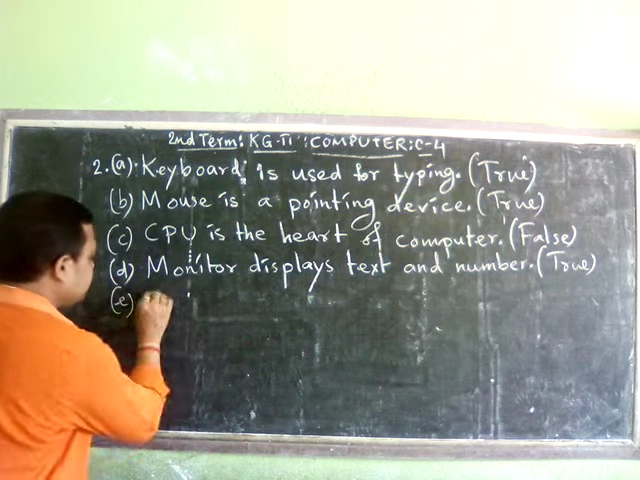 2nd Term: KG-II : COMPUTER: C-4
2. (a). Keyboard is used for typing. (True)
(b) Mouse is a pointing device. (True)
(c) CPU is the heart of computer. (False)
(d) Monitor displays text and number. (True)
(e)